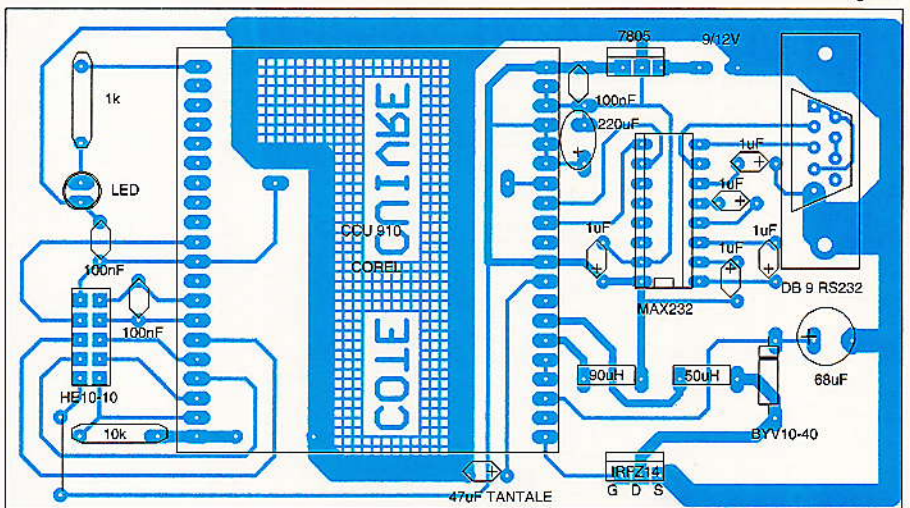 7805
9/12V
1k
100nF
220uF
1uF
LED
1uF
CUIVRE
COTE
CCU 910
COREL
1uF
1uF
1uF
100nF
DB 9 RS232
MAX232
100nF
90uH
50uH
68uF
HE10-10
BYV10-40
10k
IRFZ14
47uF TANTALE
G D S